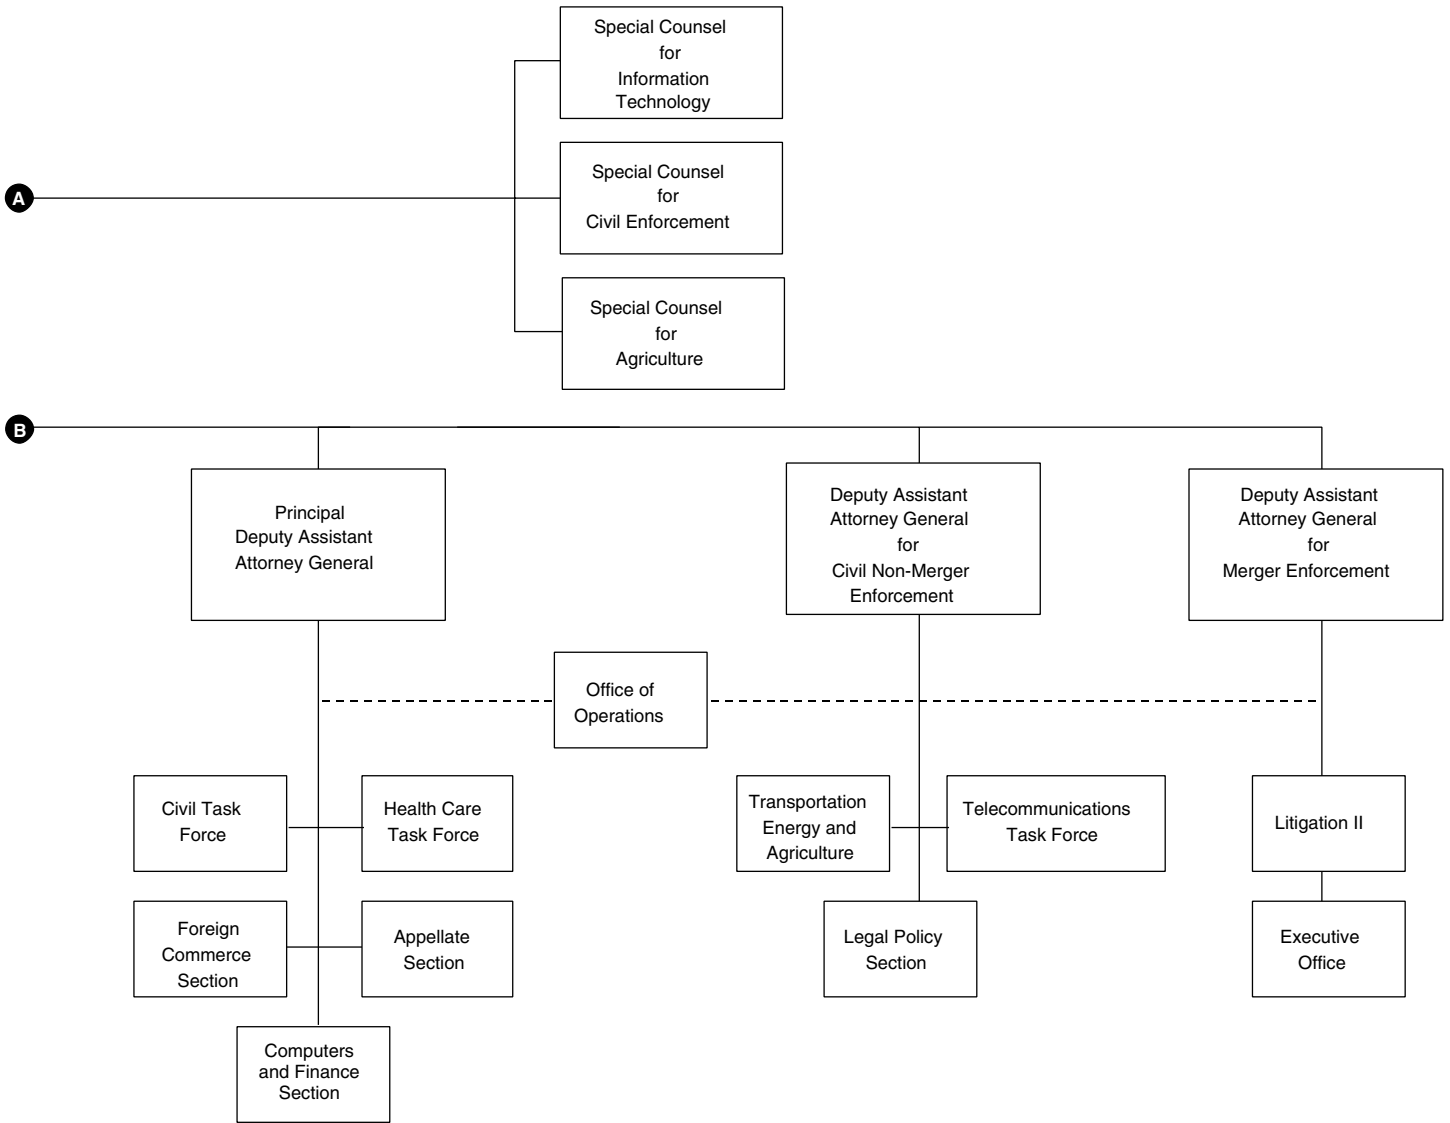 Special Counsel
for
Information
Technology
A
Special Counsel
for
Civil Enforcement
Special Counsel
for
Agriculture
B
Principal
Deputy Assistant
Attorney General
Deputy Assistant
Attorney General
for
Civil Non-Merger
Enforcement
Deputy Assistant
Attorney General
for
Merger Enforcement
Office of
Operations
Civil Task
Force
Health Care
Task Force
Transportation
Energy and
Agriculture
Telecommunications
Task Force
Litigation II
Foreign
Commerce
Section
Appellate
Section
Legal Policy
Section
Executive
Office
Computers
and Finance
Section